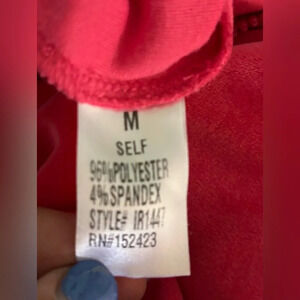 M
SELF
96%POLYESTER
4%SPANDEX
STYLE# IR1447
RN#152423